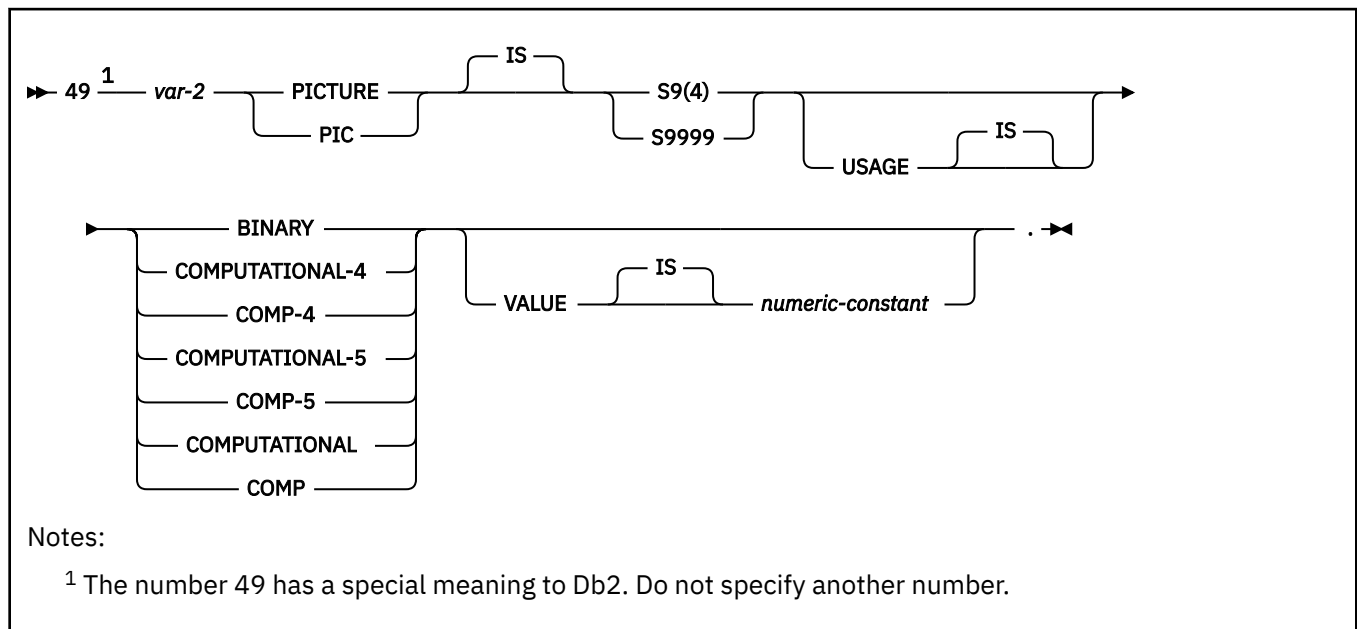 IS
49 1 var-2 PICTURE S9(4)
PIC S9999
IS
USAGE
BINARY .
COMPUTATIONAL-4
IS
COMP-4 VALUE numeric-constant
COMPUTATIONAL-5
COMP-5
COMPUTATIONAL
COMP
Notes:
1 The number 49 has a special meaning to Db2. Do not specify another number.